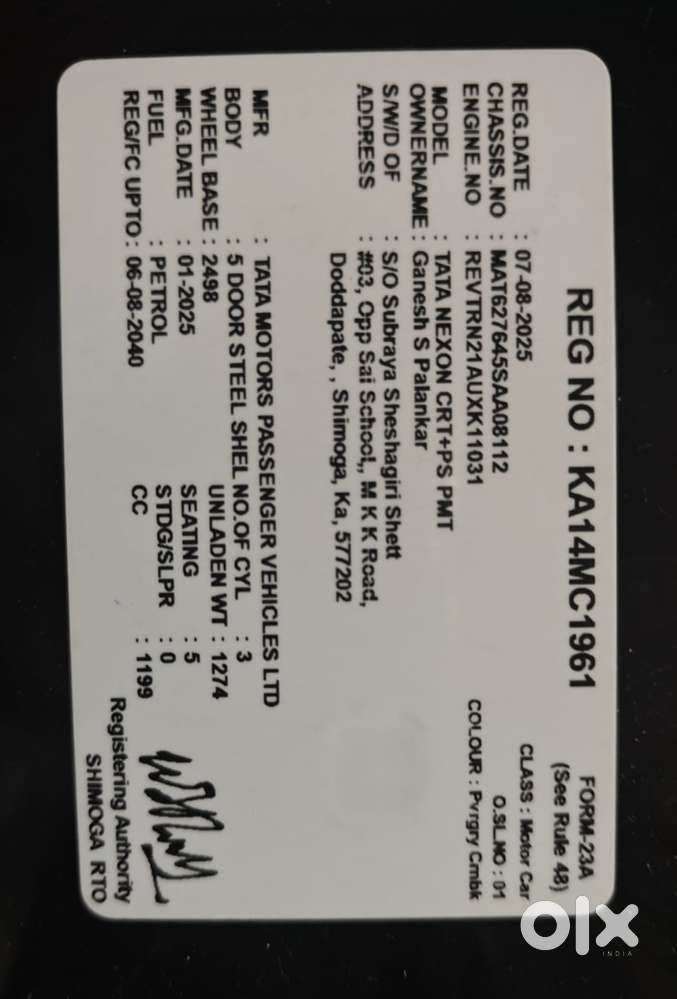 REG NO : KA14MC1961
FORM-23A
(See Rule 48)
REG.DATE : 07-08-2025
CLASS : Motor Car
CHASSIS.NO : MAT627645SAA08112
O.SL.NO : 01
ENGINE.NO : REVTRN21AUXK11031
COLOUR : Pvrgry Cmbk
MODEL : TATA NEXON CRT+PS PMT
OWNERNAME : Ganesh S Palankar
S/W/D OF : S/O Subraya Sheshagiri Shett
ADDRESS : #03, Opp Sai School,, M K K Road,
Doddapate, , Shimoga, Ka, 577202
MFR : TATA MOTORS PASSENGER VEHICLES LTD
BODY : 5 DOOR STEEL SHEL NO.OF CYL : 3
WHEEL BASE : 2498 UNLADEN WT : 1274
MFG.DATE : 01-2025 SEATING : 5
FUEL : PETROL STDG/SLPR : 0
REG/FC UPTO : 06-08-2040 CC : 1199
Registering Authority
SHIMOGA RTO
olx
INDIA